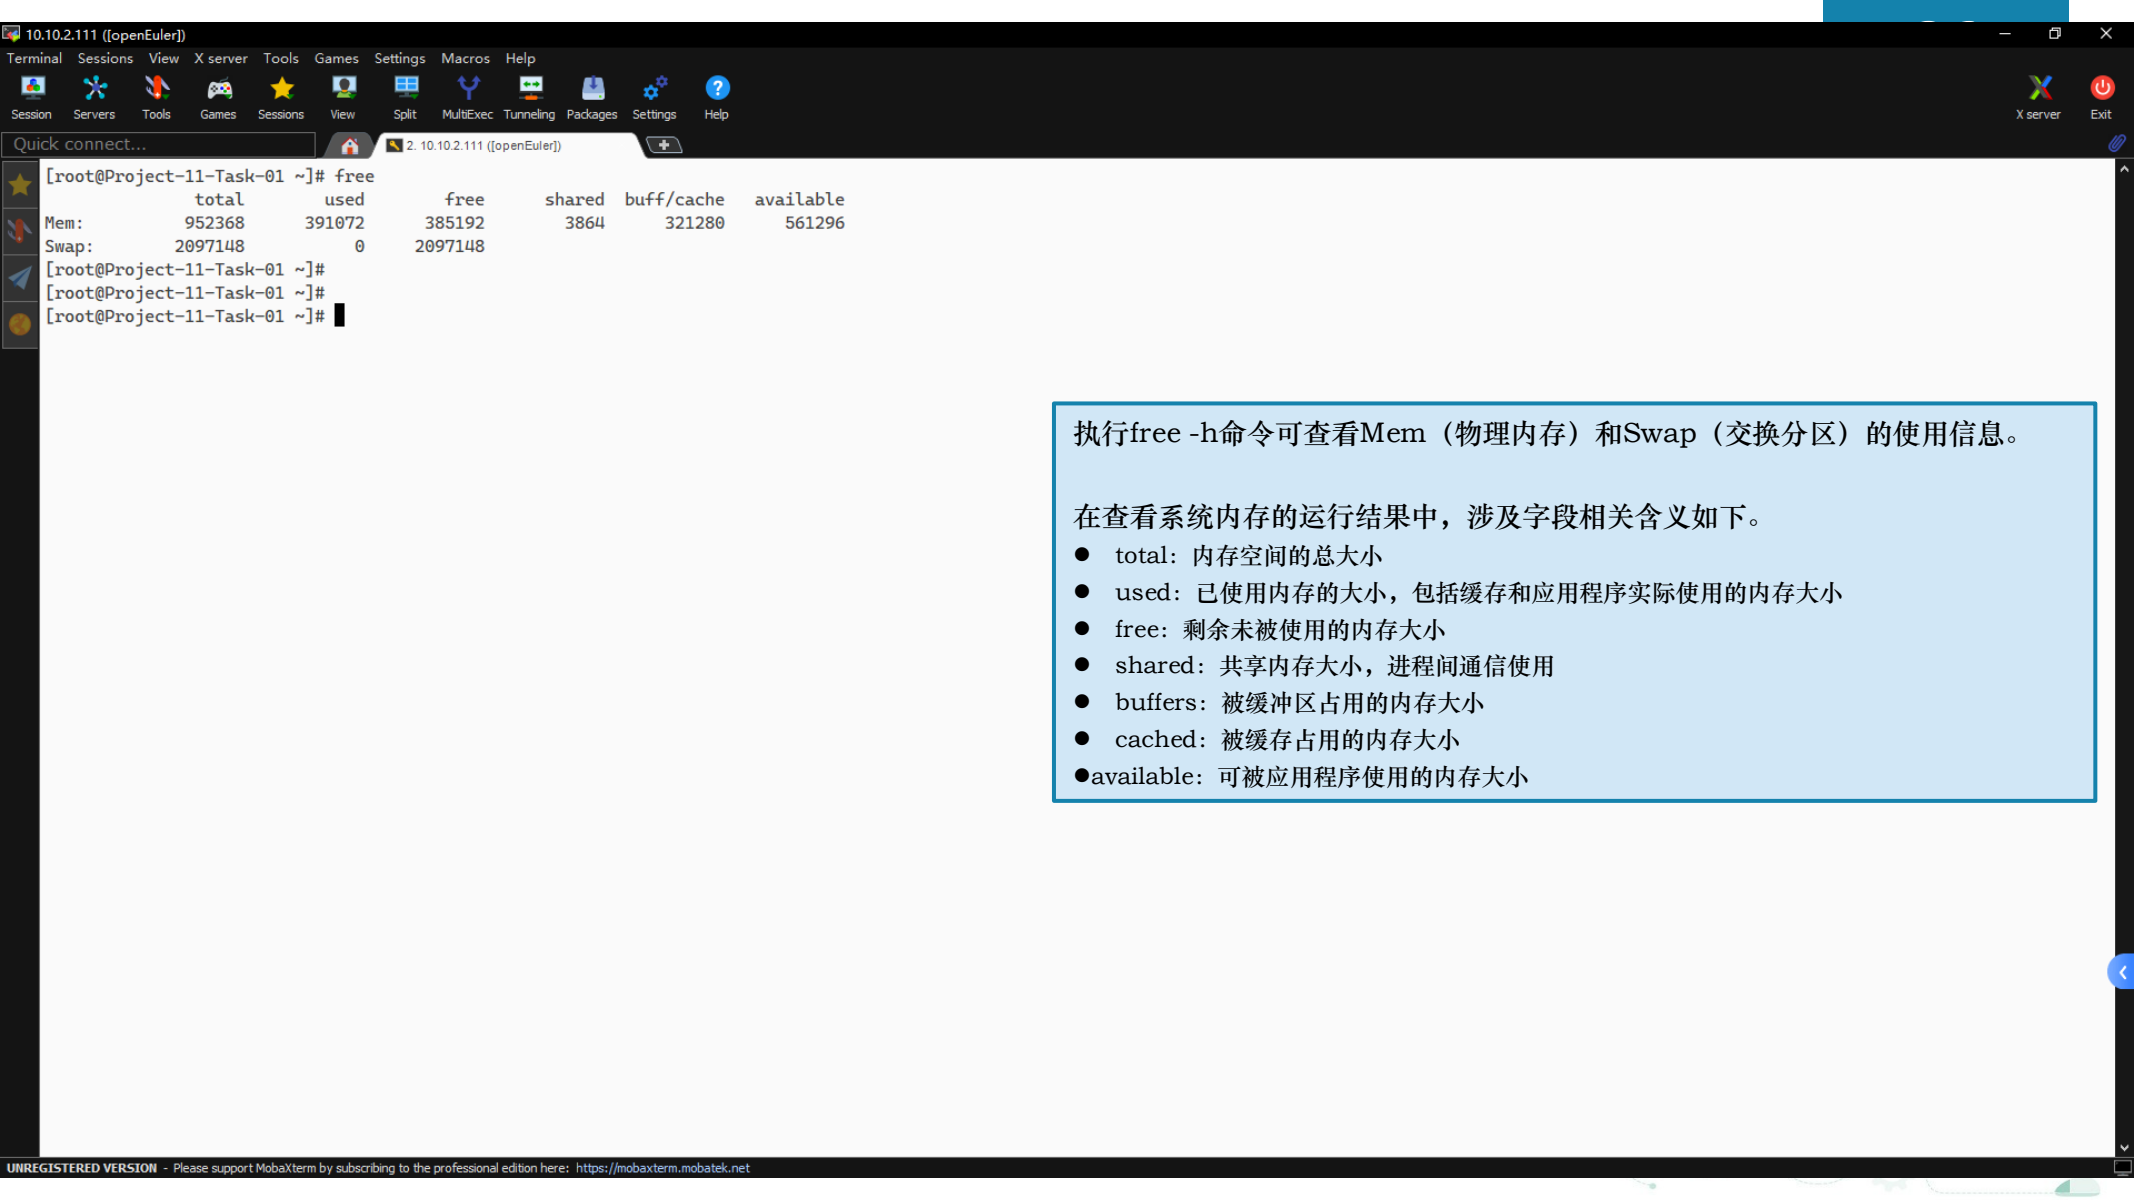 10.10.2.111 ([openEuler])
Terminal Sessions View X server Tools Games Settings Macros Help
Session Servers Tools Games Sessions View Split MultiExec Tunneling Packages Settings Help X server Exit
Quick connect... 2. 10.10.2.111 ([openEuler])
[root@Project-11-Task-01 ~]# free
total used free shared buff/cache available
Mem: 952368 391072 385192 3864 321280 561296
Swap: 2097148 0 2097148
[root@Project-11-Task-01 ~]#
[root@Project-11-Task-01 ~]#
[root@Project-11-Task-01 ~]#
执行free -h命令可查看Mem（物理内存）和Swap（交换分区）的使用信息。
在查看系统内存的运行结果中，涉及字段相关含义如下。
● total：内存空间的总大小
● used：已使用内存的大小，包括缓存和应用程序实际使用的内存大小
● free：剩余未被使用的内存大小
● shared：共享内存大小，进程间通信使用
● buffers：被缓冲区占用的内存大小
● cached：被缓存占用的内存大小
●available：可被应用程序使用的内存大小
UNREGISTERED VERSION - Please support MobaXterm by subscribing to the professional edition here: https://mobaxterm.mobatek.net